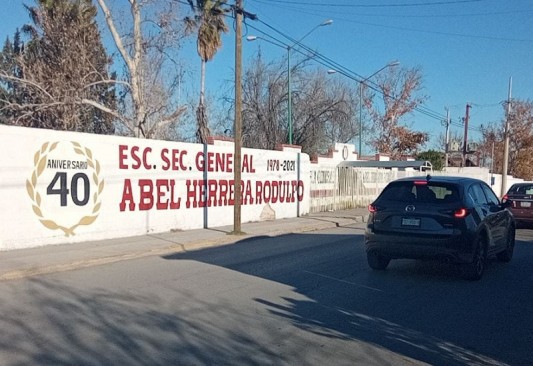 ANIVERSARIO
40
ESC. SEC. GENERAL 1978-2021
ABEL HERRERA RODULFO